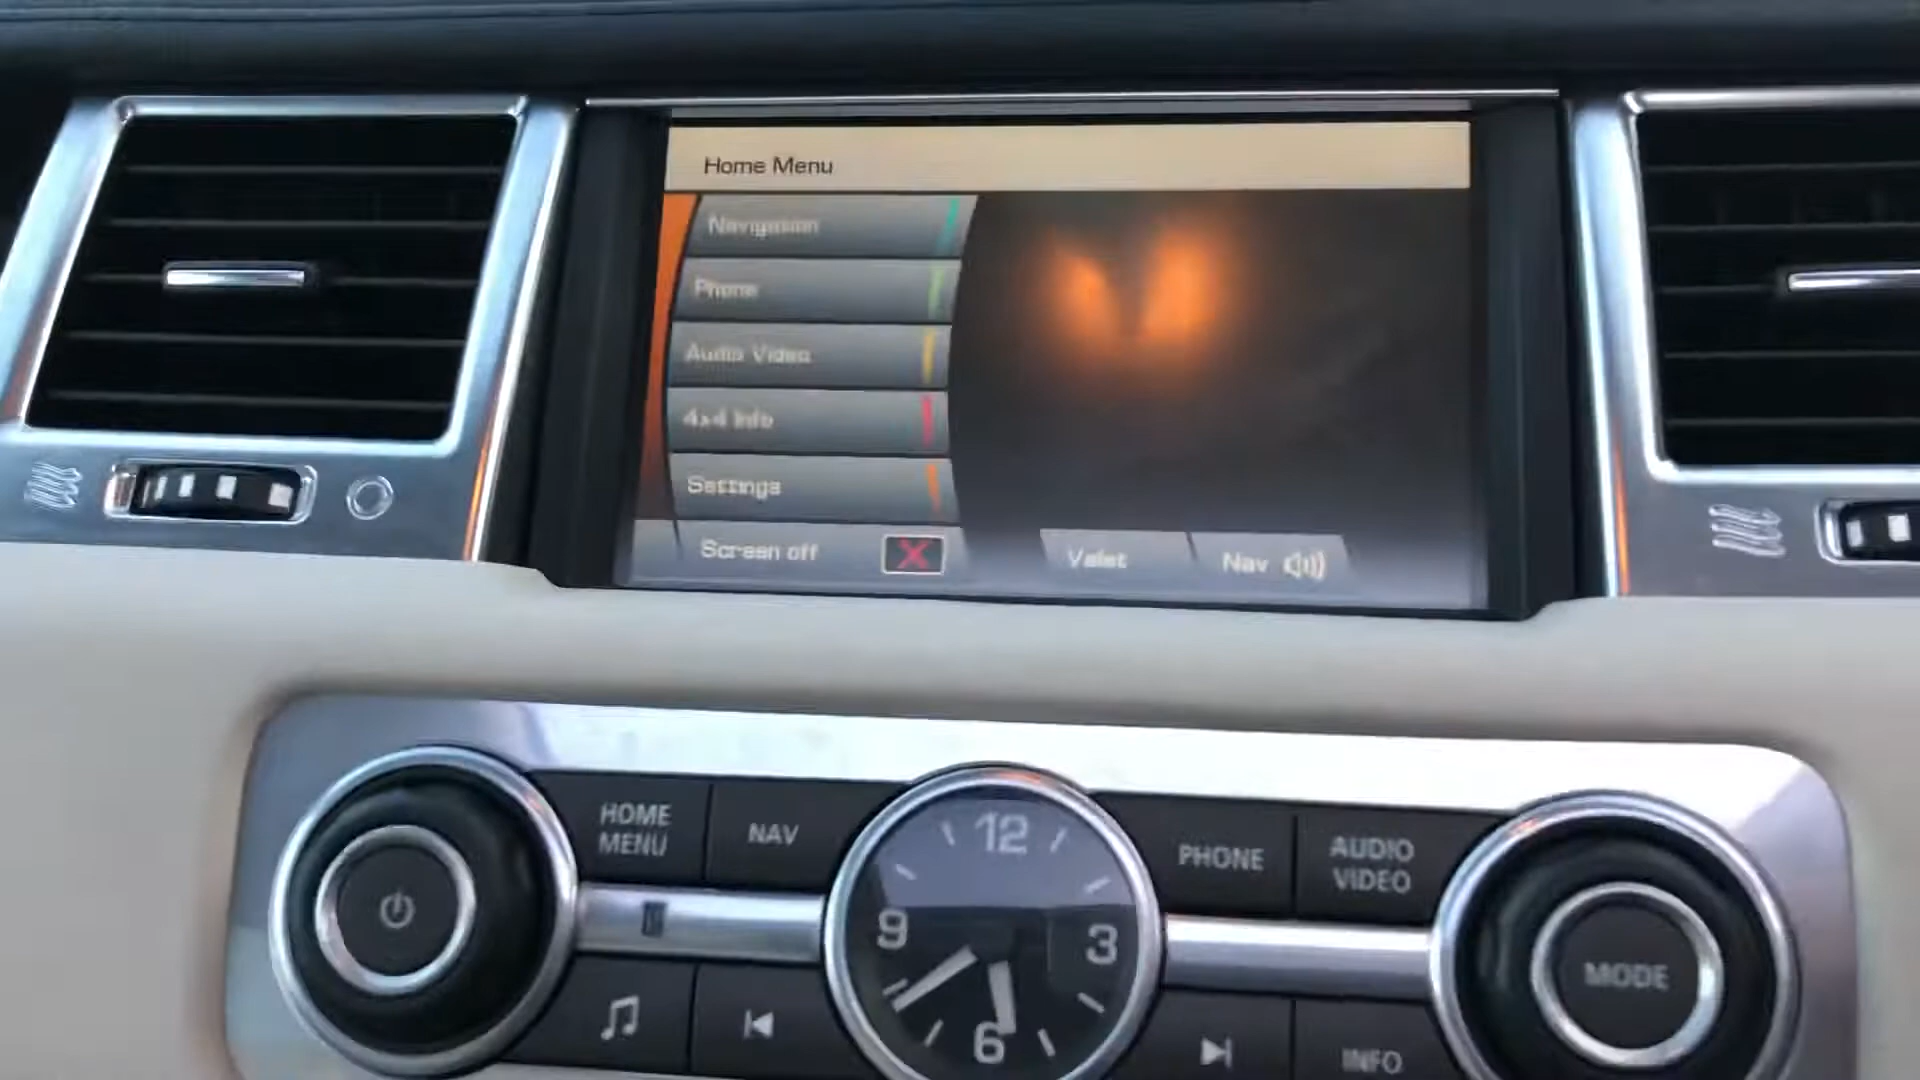 Home Menu
Navigation
Phone
Audio Video
4x4 Info
Settings
Screen off
Valet
Nav
HOME
MENU
NAV
PHONE
AUDIO
VIDEO
12
9
3
6
MODE
INFO